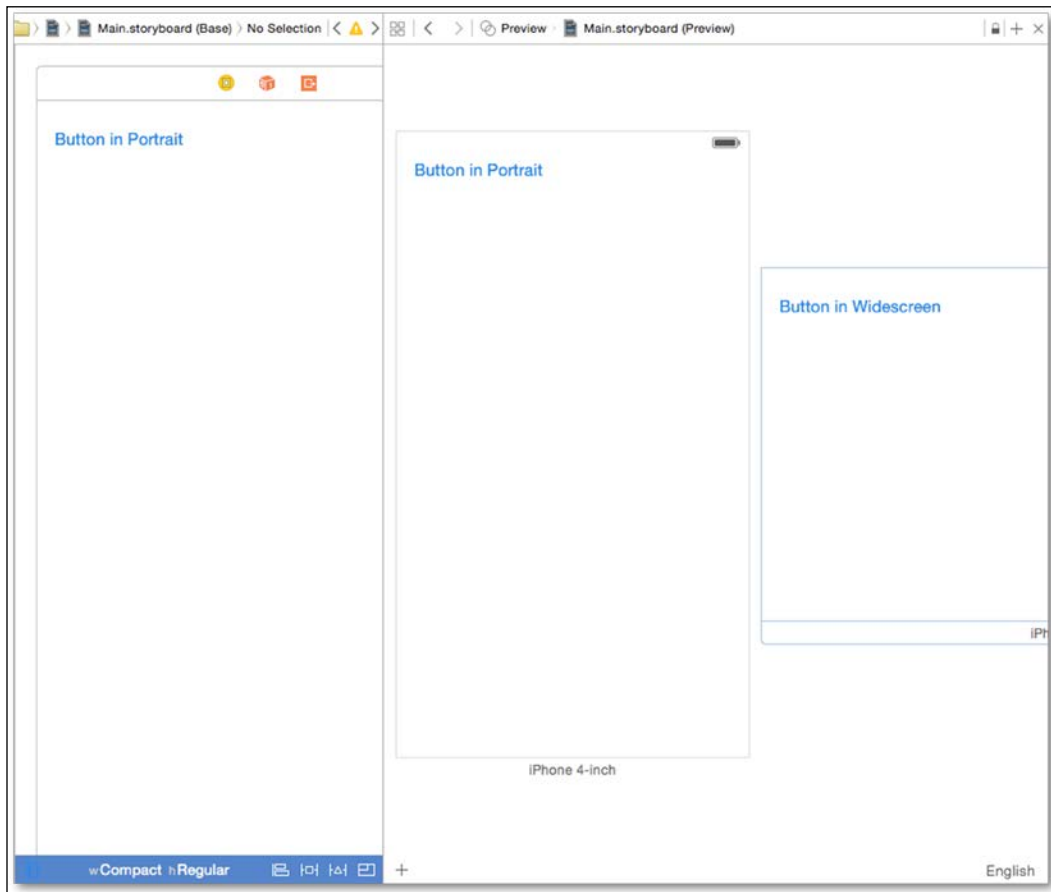 Main.storyboard (Base) No Selection
Preview Main.storyboard (Preview)
Button in Portrait
Button in Portrait
Button in Widescreen
iPh
iPhone 4-inch
wCompact hRegular
English